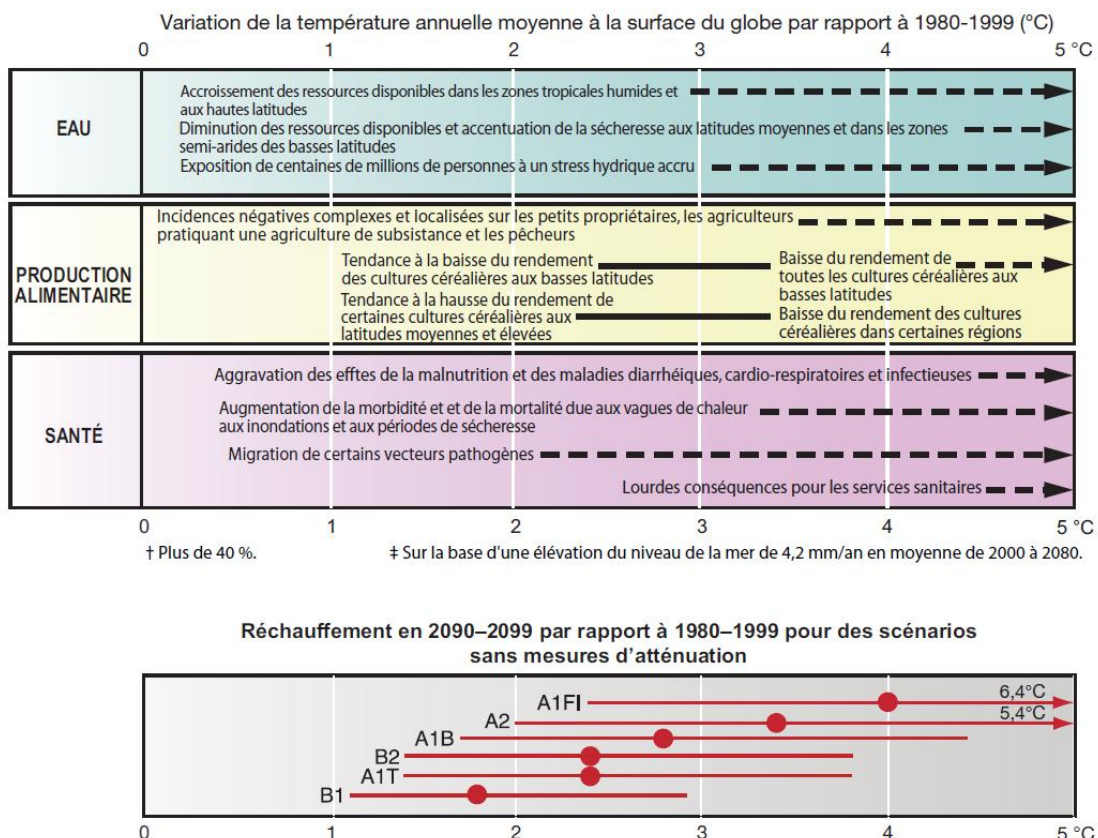 Variation de la température annuelle moyenne à la surface du globe par rapport à 1980-1999 (°C)
0 1 2 3 4 5 °C
EAU
Accroissement des ressources disponibles dans les zones tropicales humides et
aux hautes latitudes
Diminution des ressources disponibles et accentuation de la sécheresse aux latitudes moyennes et dans les zones
semi-arides des basses latitudes
Exposition de centaines de millions de personnes à un stress hydrique accru
PRODUCTION
ALIMENTAIRE
Incidences négatives complexes et localisées sur les petits propriétaires, les agriculteurs
pratiquant une agriculture de subsistance et les pêcheurs
Tendance à la baisse du rendement
des cultures céréalières aux basses latitudes
Baisse du rendement de
toutes les cultures céréalières aux
basses latitudes
Tendance à la hausse du rendement de
certaines cultures céréalières aux
latitudes moyennes et élevées
Baisse du rendement des cultures
céréalières dans certaines régions
SANTÉ
Aggravation des efftes de la malnutrition et des maladies diarrhéiques, cardio-respiratoires et infectieuses
Augmentation de la morbidité et et de la mortalité due aux vagues de chaleur
aux inondations et aux périodes de sécheresse
Migration de certains vecteurs pathogènes
Lourdes conséquences pour les services sanitaires
0 1 2 3 4 5 °C
† Plus de 40 %. ‡ Sur la base d'une élévation du niveau de la mer de 4,2 mm/an en moyenne de 2000 à 2080.
Réchauffement en 2090–2099 par rapport à 1980–1999 pour des scénarios
sans mesures d'atténuation
A1FI 6,4°C
A2 5,4°C
A1B
B2
A1T
B1
0 1 2 3 4 5 °C